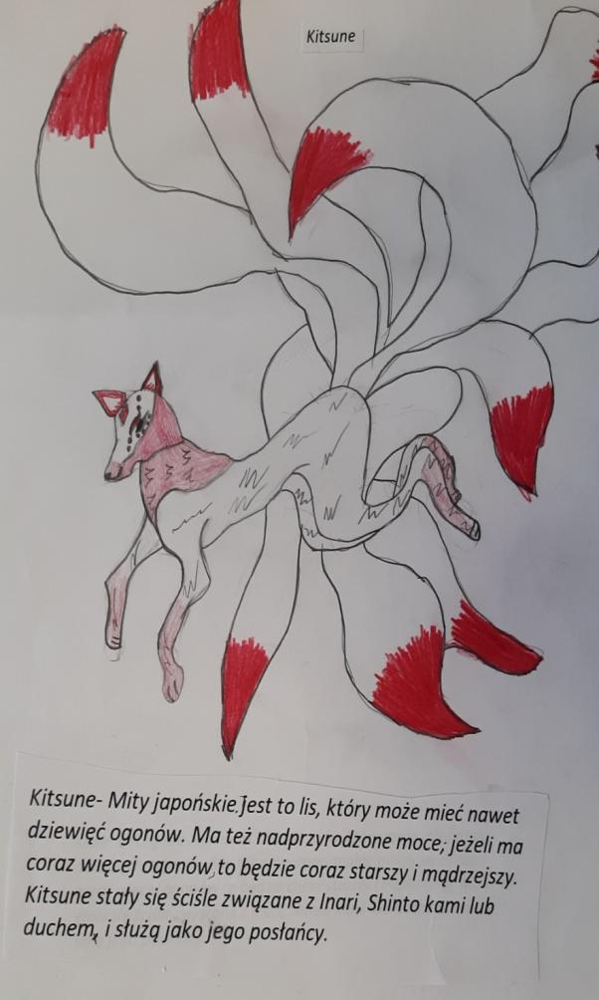 Kitsune
Kitsune- Mity japońskie.Jest to lis, który może mieć nawet
dziewięć ogonów. Ma też nadprzyrodzone moce; jeżeli ma
coraz więcej ogonów,to będzie coraz starszy i mądrzejszy.
Kitsune stały się ściśle związane z Inari, Shinto kami lub
duchem, i służą jako jego posłańcy.